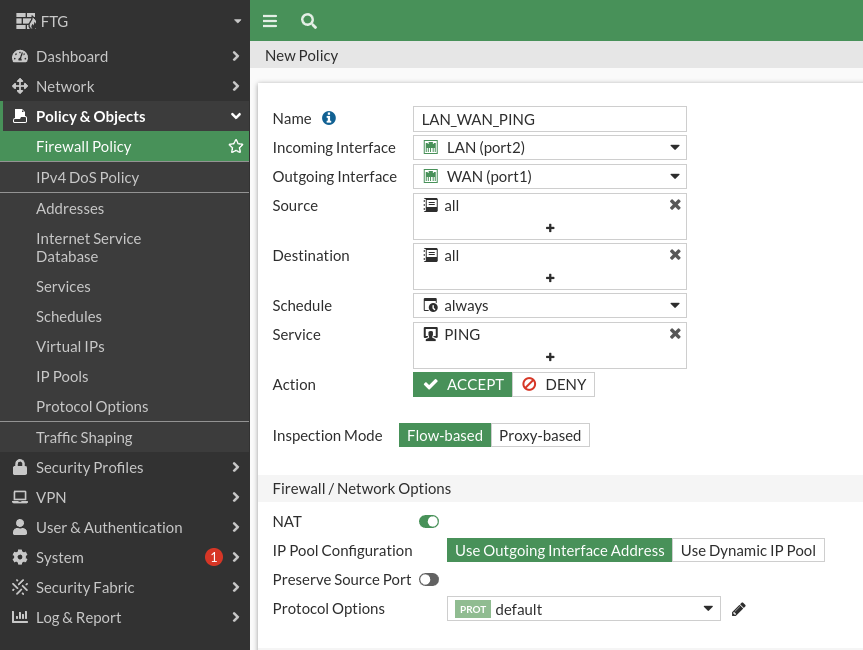 FTG
Dashboard
Network
Policy & Objects
Firewall Policy
IPv4 DoS Policy
Addresses
Internet Service
Database
Services
Schedules
Virtual IPs
IP Pools
Protocol Options
Traffic Shaping
Security Profiles
VPN
User & Authentication
System 1
Security Fabric
Log & Report
New Policy
Name LAN_WAN_PING
Incoming Interface LAN (port2)
Outgoing Interface WAN (port1)
Source all
+
Destination all
+
Schedule always
Service PING
+
Action ACCEPT DENY
Inspection Mode Flow-based Proxy-based
Firewall / Network Options
NAT
IP Pool Configuration Use Outgoing Interface Address Use Dynamic IP Pool
Preserve Source Port
Protocol Options PROT default